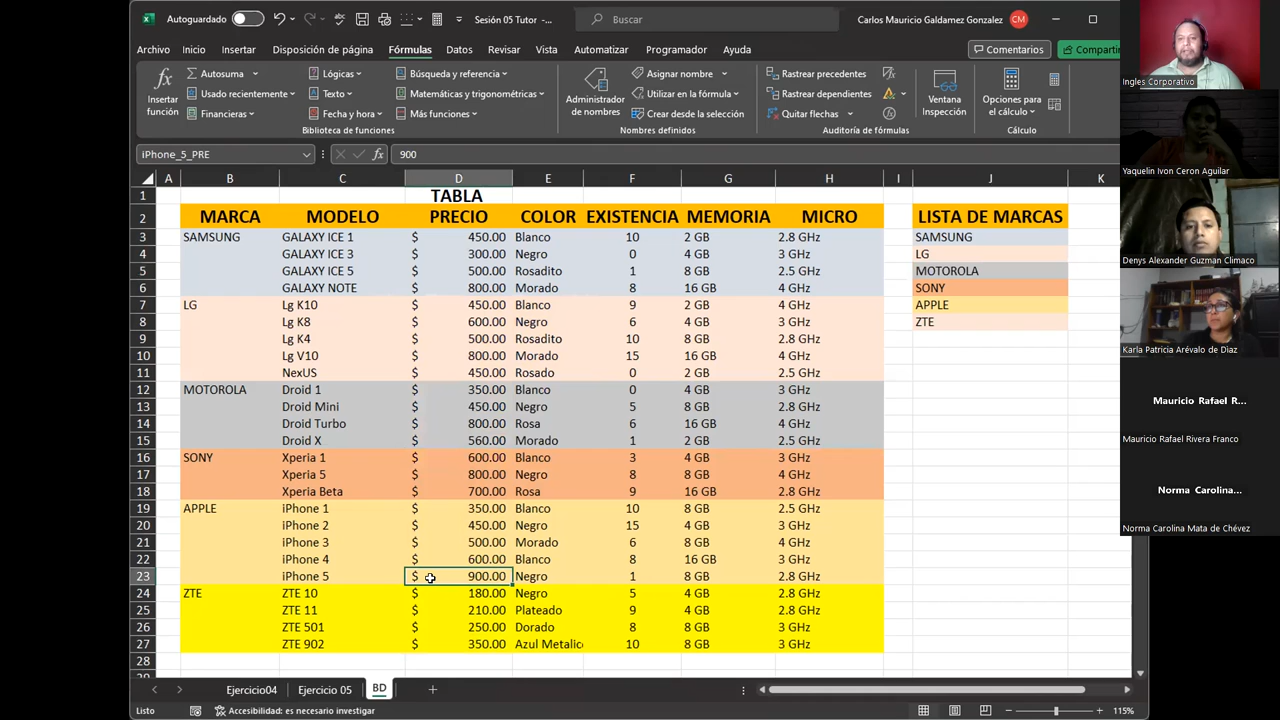 Autoguardado
Sesión 05 Tutor -...
Buscar
Carlos Mauricio Galdamez Gonzalez
CM
Archivo Inicio Insertar Disposición de página Fórmulas Datos Revisar Vista Automatizar Programador Ayuda
Comentarios
Compartir
Insertar función
Autosuma
Usado recientemente
Financieras
Lógicas
Texto
Fecha y hora
Búsqueda y referencia
Matemáticas y trigonométricas
Más funciones
Biblioteca de funciones
Administrador de nombres
Asignar nombre
Utilizar en la fórmula
Crear desde la selección
Nombres definidos
Rastrear precedentes
Rastrear dependientes
Quitar flechas
Auditoría de fórmulas
Ventana Inspección
Opciones para el cálculo
Cálculo
iPhone_5_PRE
fx
900
A B C D E F G H I J K
1 TABLA
2 MARCA MODELO PRECIO COLOR EXISTENCIA MEMORIA MICRO LISTA DE MARCAS
3 SAMSUNG GALAXY ICE 1 $ 450.00 Blanco 10 2 GB 2.8 GHz SAMSUNG
4 GALAXY ICE 3 $ 300.00 Negro 0 4 GB 3 GHz LG
5 GALAXY ICE 5 $ 500.00 Rosadito 1 8 GB 2.5 GHz MOTOROLA
6 GALAXY NOTE $ 800.00 Morado 8 16 GB 4 GHz SONY
7 LG Lg K10 $ 450.00 Blanco 9 2 GB 4 GHz APPLE
8 Lg K8 $ 600.00 Negro 6 4 GB 3 GHz ZTE
9 Lg K4 $ 500.00 Rosadito 10 8 GB 2.8 GHz
10 Lg V10 $ 800.00 Morado 15 16 GB 4 GHz
11 NexUS $ 450.00 Rosado 0 2 GB 2.5 GHz
12 MOTOROLA Droid 1 $ 350.00 Blanco 0 4 GB 3 GHz
13 Droid Mini $ 450.00 Negro 5 8 GB 2.8 GHz
14 Droid Turbo $ 800.00 Rosa 6 16 GB 3 GHz
15 Droid X $ 560.00 Morado 1 2 GB 2.5 GHz
16 SONY Xperia 1 $ 600.00 Blanco 3 4 GB 3 GHz
17 Xperia 5 $ 800.00 Negro 8 8 GB 4 GHz
18 Xperia Beta $ 700.00 Rosa 9 16 GB 2.8 GHz
19 APPLE iPhone 1 $ 350.00 Blanco 10 8 GB 2.5 GHz
20 iPhone 2 $ 450.00 Negro 15 4 GB 3 GHz
21 iPhone 3 $ 500.00 Morado 6 8 GB 4 GHz
22 iPhone 4 $ 600.00 Blanco 8 16 GB 3 GHz
23 iPhone 5 $ 900.00 Negro 1 8 GB 2.8 GHz
24 ZTE ZTE 10 $ 180.00 Negro 5 4 GB 2.8 GHz
25 ZTE 11 $ 210.00 Plateado 9 4 GB 2.8 GHz
26 ZTE 501 $ 250.00 Dorado 8 8 GB 3 GHz
27 ZTE 902 $ 350.00 Azul Metalico 10 8 GB 3 GHz
28
Ejercicio04 Ejercicio 05 BD
Listo
Accesibilidad: es necesario investigar
115%
Ingles Corporativo
Yaquelin Ivon Ceron Aguilar
Denys Alexander Guzman Climaco
Karla Patricia Arévalo de Diaz
Mauricio Rafael R...
Mauricio Rafael Rivera Franco
Norma Carolina...
Norma Carolina Mata de Chévez